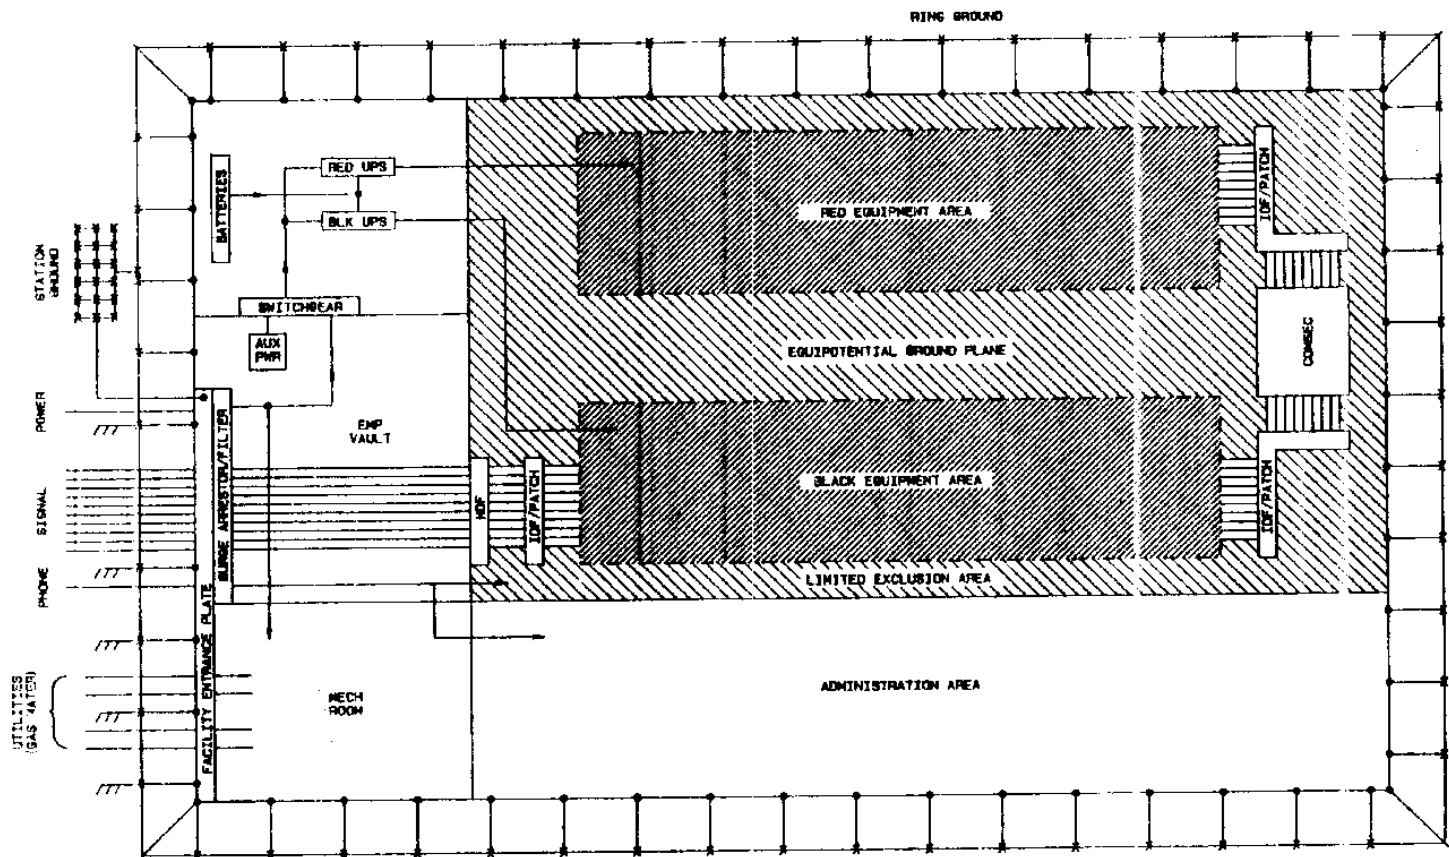 RING GROUND
RED UPS
BATTERIES
BLK UPS
RED EQUIPMENT AREA
IDF/PATCH
STATION
GROUND
SWITCHGEAR
AUX
PWR
EQUIPOTENTIAL GROUND PLANE
COMSEC
POWER
SURGE ARRESTOR/FILTER
EMP
VAULT
SIGNAL
MDF
IDF/PATCH
BLACK EQUIPMENT AREA
IDF/PATCH
PHONE
LIMITED EXCLUSION AREA
FACILITY ENTRANCE PLATE
UTILITIES
(GAS WATER)
MECH
ROOM
ADMINISTRATION AREA